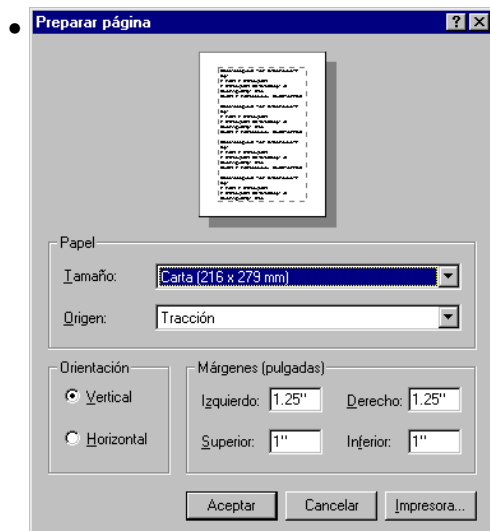 Preparar página
Papel
Tamaño: Carta (216 x 279 mm)
Origen: Tracción
Orientación
Vertical
Horizontal
Márgenes (pulgadas)
Izquierdo: 1.25" Derecho: 1.25"
Superior: 1" Inferior: 1"
Aceptar Cancelar Impresora...